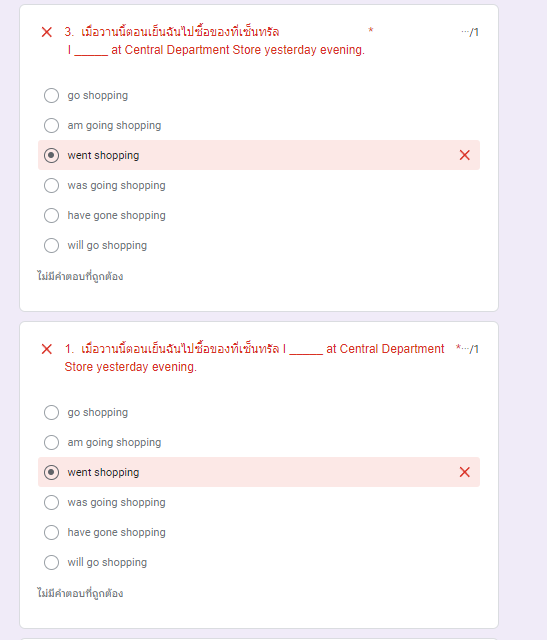 3. เมื่อวานนี้ตอนเย็นฉันไปซื้อของที่เซ็นทรัล * ···/1
I ______ at Central Department Store yesterday evening.
go shopping
am going shopping
went shopping
was going shopping
have gone shopping
will go shopping
ไม่มีคำตอบที่ถูกต้อง
1. เมื่อวานนี้ตอนเย็นฉันไปซื้อของที่เซ็นทรัล I ______ at Central Department * ···/1
Store yesterday evening.
go shopping
am going shopping
went shopping
was going shopping
have gone shopping
will go shopping
ไม่มีคำตอบที่ถูกต้อง